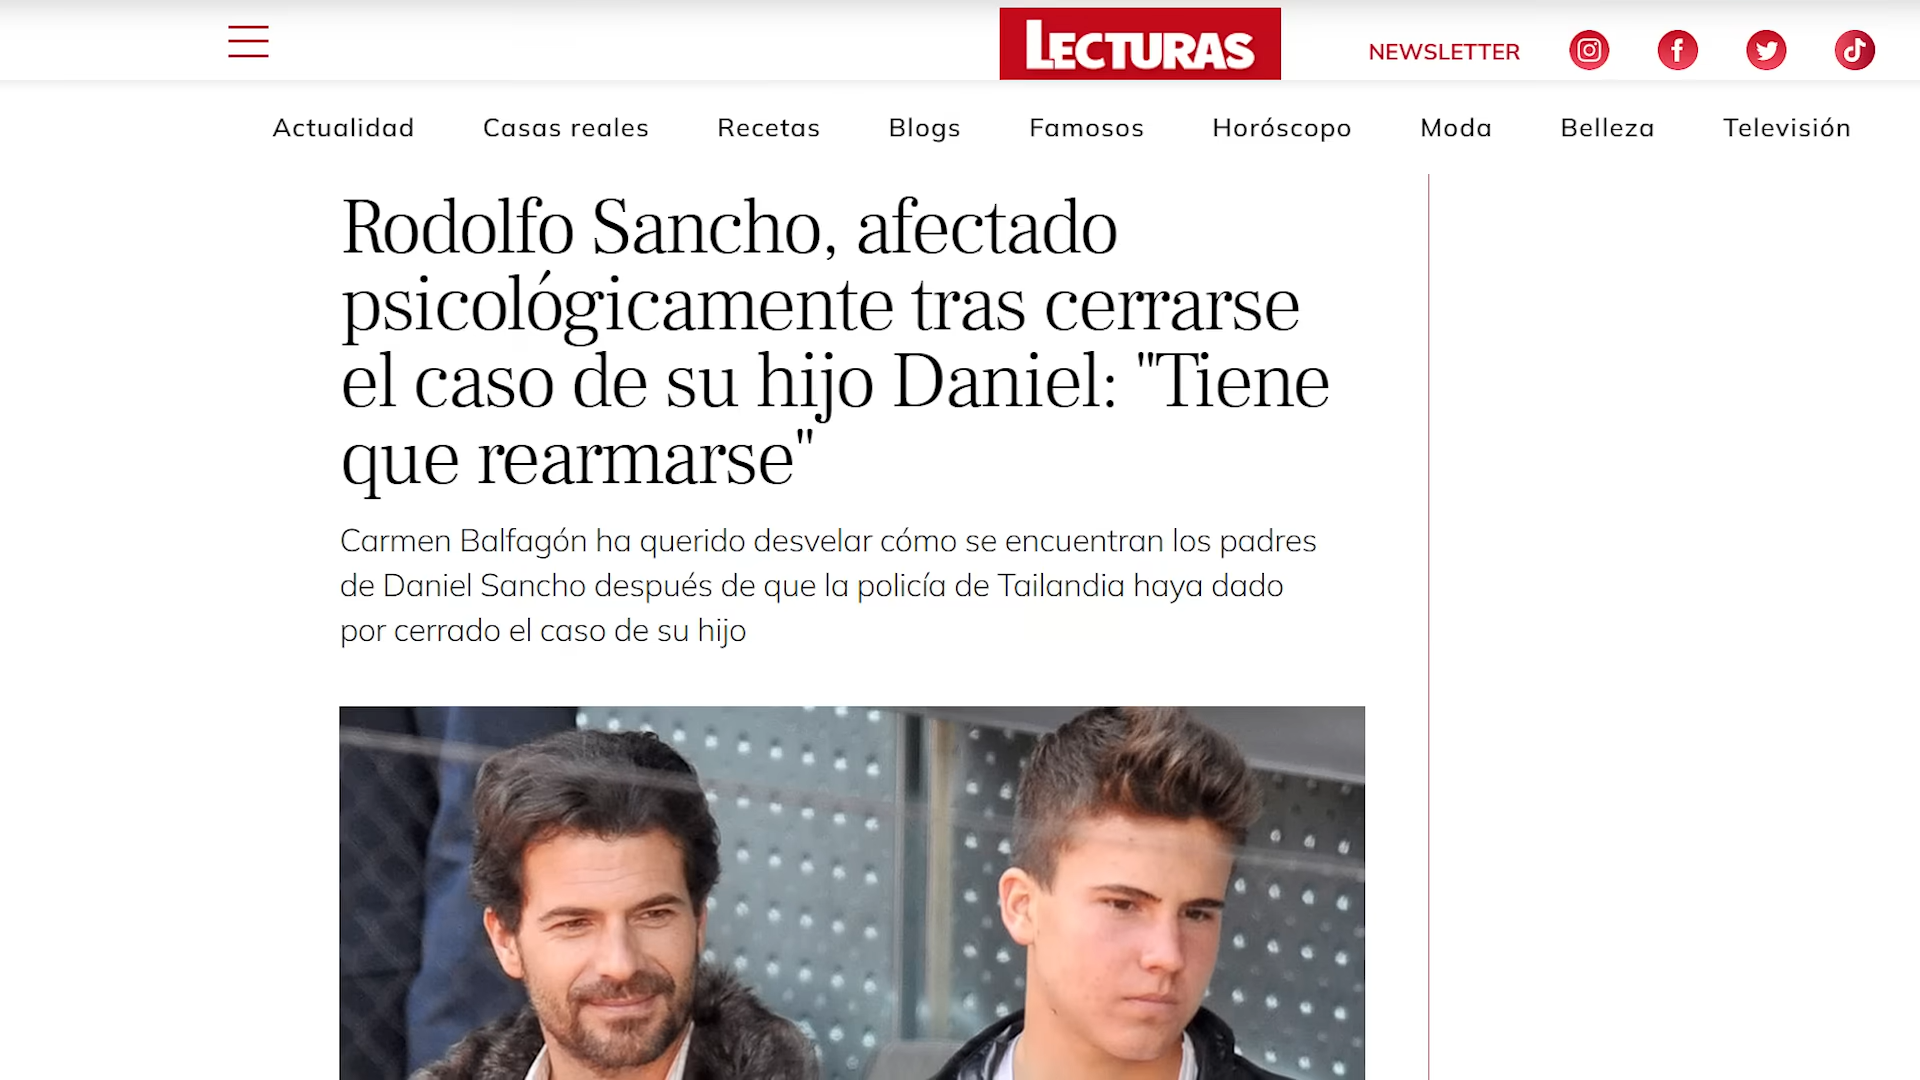 LECTURAS
NEWSLETTER
Actualidad Casas reales Recetas Blogs Famosos Horóscopo Moda Belleza Televisión
Rodolfo Sancho, afectado
psicológicamente tras cerrarse
el caso de su hijo Daniel: "Tiene
que rearmarse"
Carmen Balfagón ha querido desvelar cómo se encuentran los padres
de Daniel Sancho después de que la policía de Tailandia haya dado
por cerrado el caso de su hijo